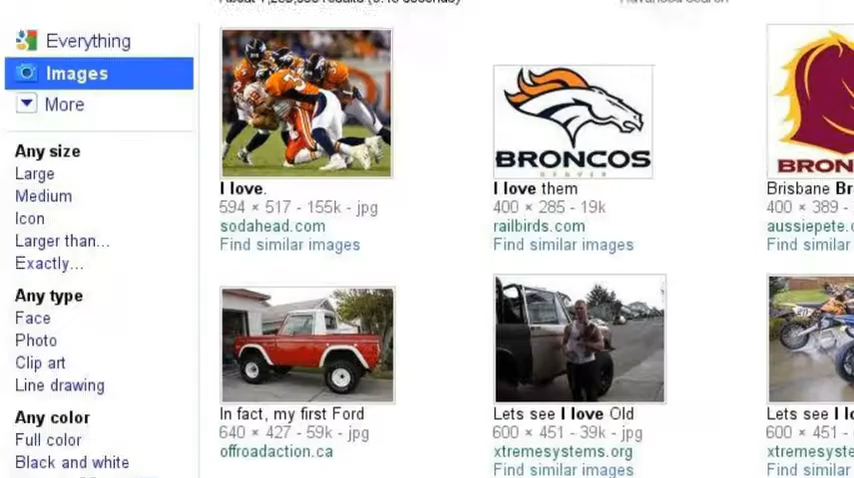 Everything
Images
More
Any size
Large
Medium
Icon
Larger than...
Exactly...
Any type
Face
Photo
Clip art
Line drawing
Any color
Full color
Black and white
I love.
594 × 517 - 155k - jpg
sodahead.com
Find similar images
BRONCOS
DENVER
I love them
400 × 285 - 19k
railbirds.com
Find similar images
BRON
Brisbane Br
400 × 389 -
aussiepete.c
Find similar
In fact, my first Ford
640 × 427 - 59k - jpg
offroadaction.ca
Lets see I love Old
600 × 451 - 39k - jpg
xtremesystems.org
Find similar images
Lets see I lo
600 × 451 -
xtremesyste
Find similar